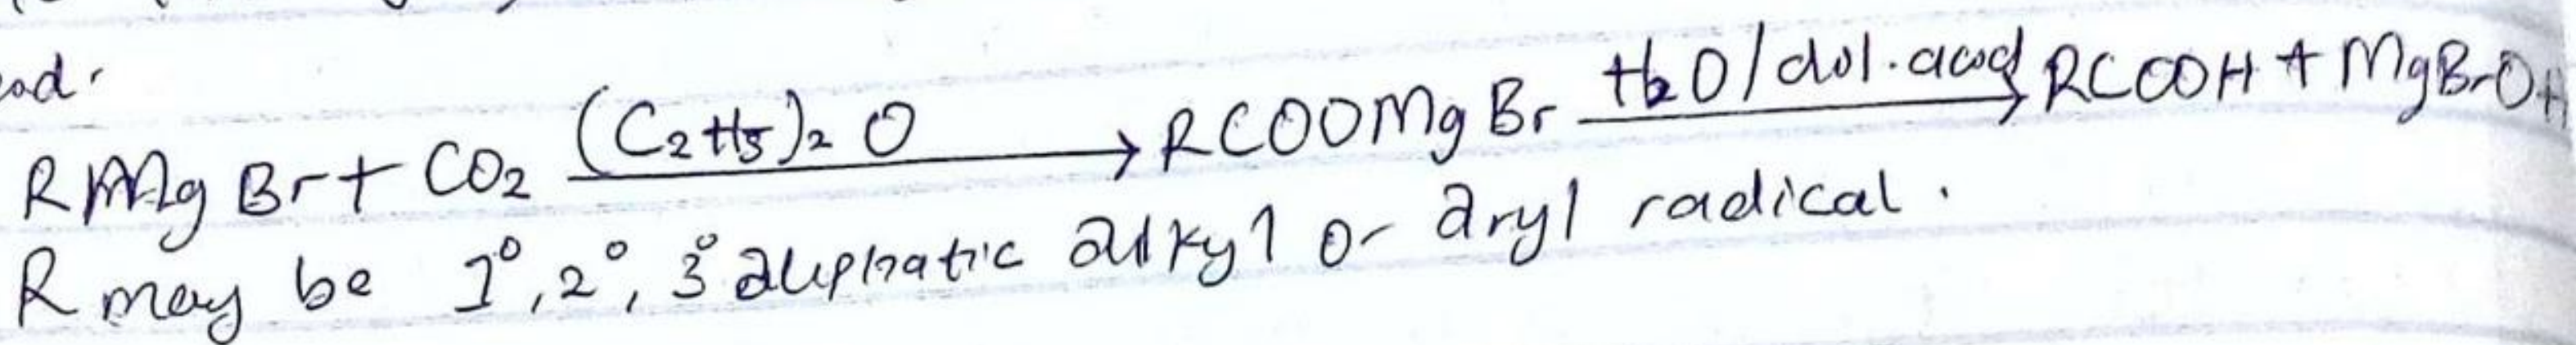 RMgBr + CO₂ (C₂H₅)₂O → RCOOMgBr H₂O/dil. acid → RCOOH + MgBrOH
R may be 1°, 2°, 3° aliphatic alkyl or aryl radical.